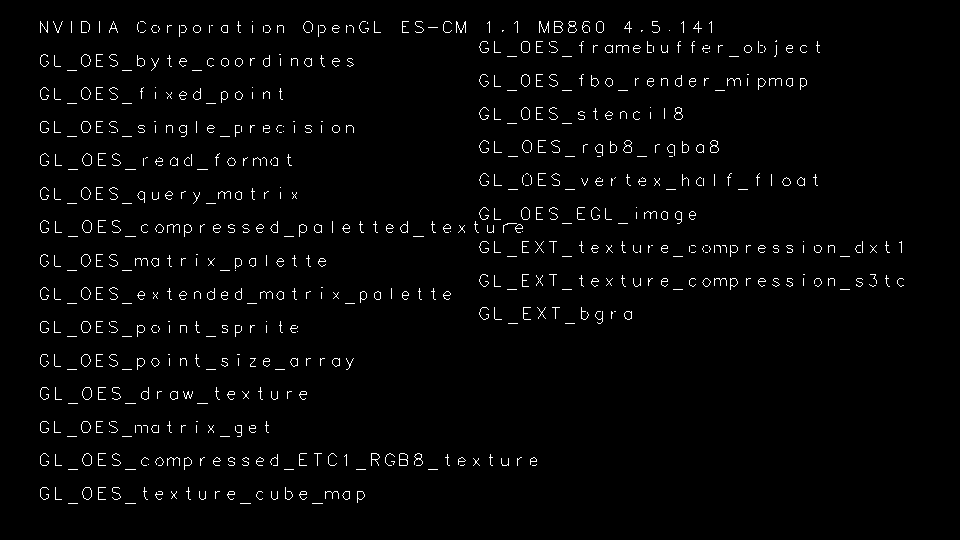 NVIDIA Corporation OpenGL ES-CM 1.1 MB860 4.5.141
GL_OES_byte_coordinates
GL_OES_fixed_point
GL_OES_single_precision
GL_OES_read_format
GL_OES_query_matrix
GL_OES_compressed_paletted_texture
GL_OES_matrix_palette
GL_OES_extended_matrix_palette
GL_OES_point_sprite
GL_OES_point_size_array
GL_OES_draw_texture
GL_OES_matrix_get
GL_OES_compressed_ETC1_RGB8_texture
GL_OES_texture_cube_map
GL_OES_framebuffer_object
GL_OES_fbo_render_mipmap
GL_OES_stencil8
GL_OES_rgb8_rgba8
GL_OES_vertex_half_float
GL_OES_EGL_image
GL_EXT_texture_compression_dxt1
GL_EXT_texture_compression_s3tc
GL_EXT_bgra